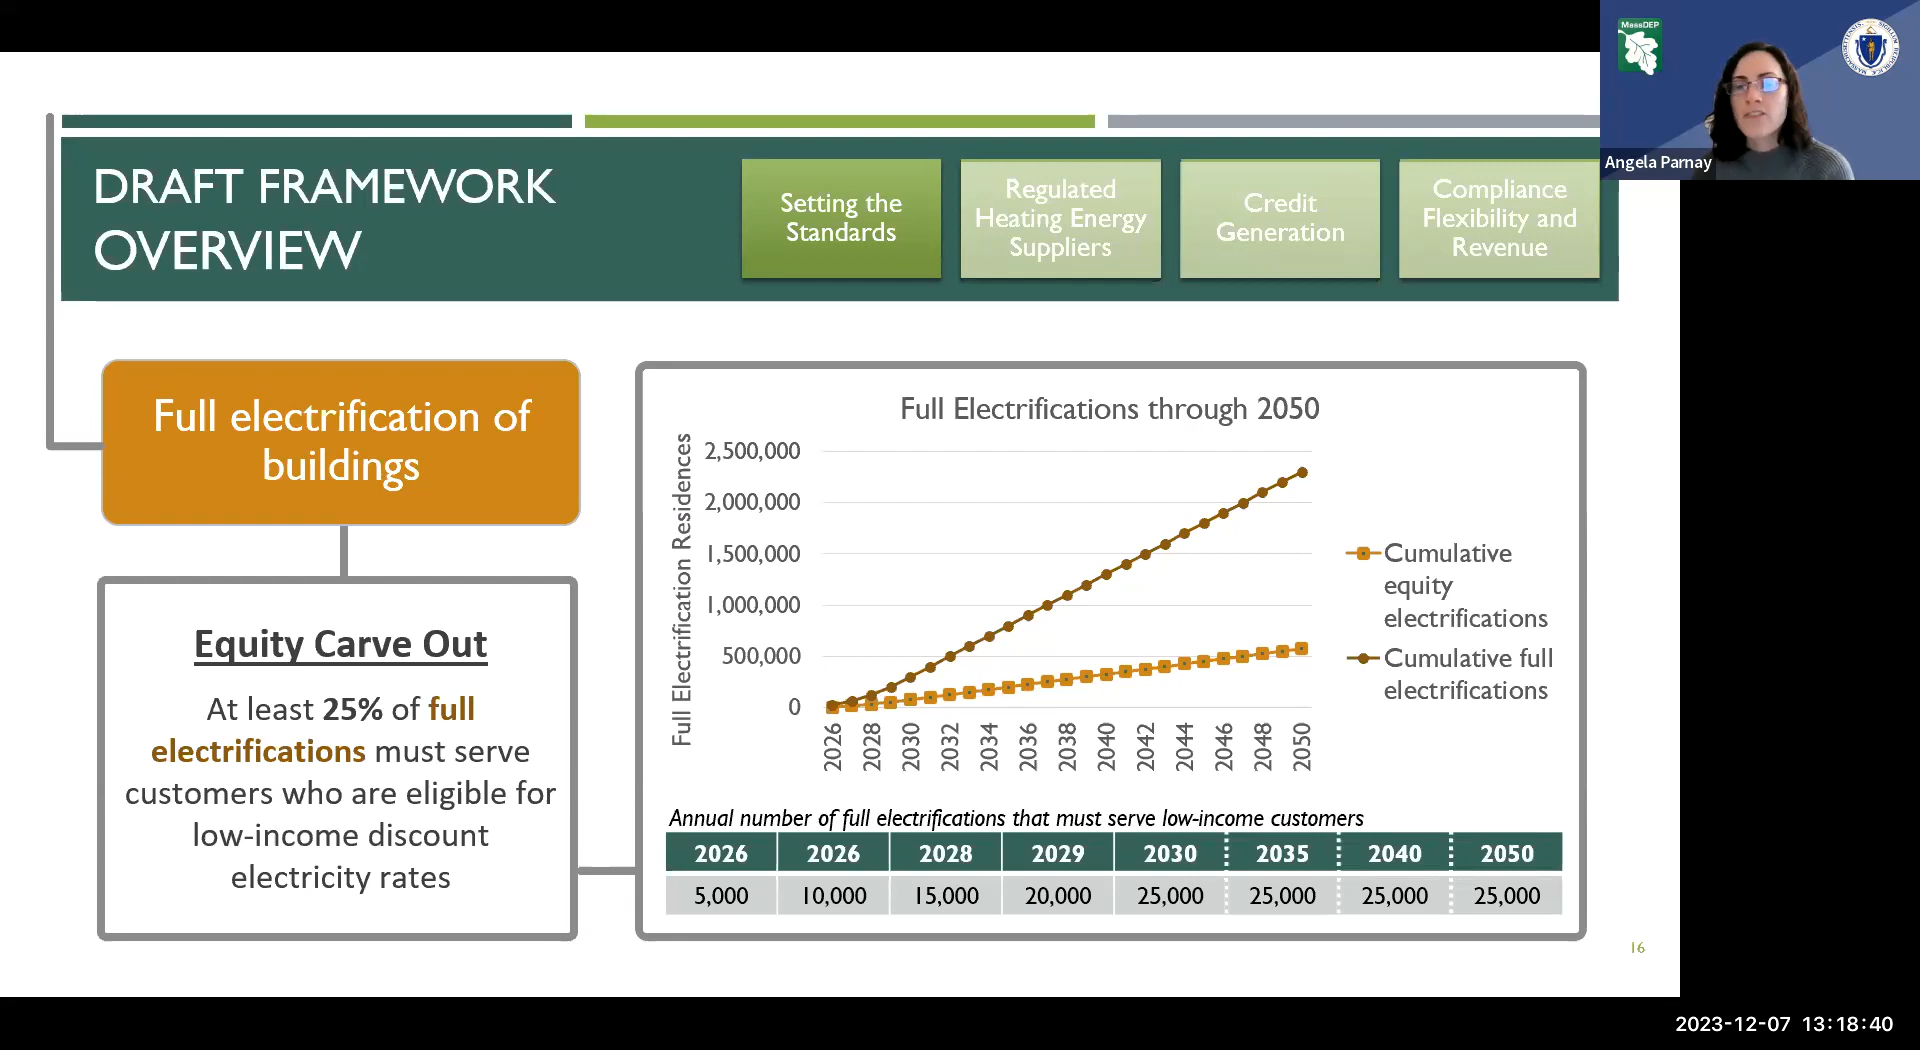 MassDEP
Angela Parnay
DRAFT FRAMEWORK
OVERVIEW
Setting the
Standards
Regulated
Heating Energy
Suppliers
Credit
Generation
Compliance
Flexibility and
Revenue
Full electrification of
buildings
Equity Carve Out
At least 25% of full
electrifications must serve
customers who are eligible for
low-income discount
electricity rates
Full Electrifications through 2050
Full Electrification Residences
2,500,000
2,000,000
1,500,000
1,000,000
500,000
0
2026 2028 2030 2032 2034 2036 2038 2040 2042 2044 2046 2048 2050
Cumulative
equity
electrifications
Cumulative full
electrifications
Annual number of full electrifications that must serve low-income customers
2026 2026 2028 2029 2030 2035 2040 2050
5,000 10,000 15,000 20,000 25,000 25,000 25,000 25,000
16
2023-12-07 13:18:40